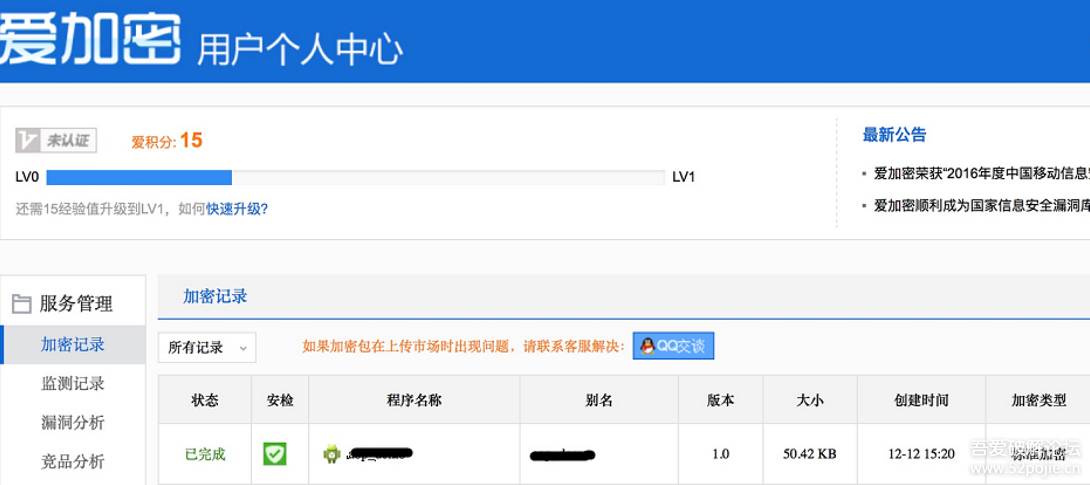 爱加密 用户个人中心
未认证 爱积分: 15
LV0 LV1
还需15经验值升级到LV1，如何快速升级?
最新公告
爱加密荣获“2016年度中国移动信息
爱加密顺利成为国家信息安全漏洞库
服务管理
加密记录
监测记录
漏洞分析
竞品分析
加密记录
所有记录 如果加密包在上传市场时出现问题，请联系客服解决: QQ交谈
状态 安检 程序名称 别名 版本 大小 创建时间 加密类型
已完成 1.0 50.42 KB 12-12 15:20 标准加密
吾爱破解论坛
www.52pojie.cn